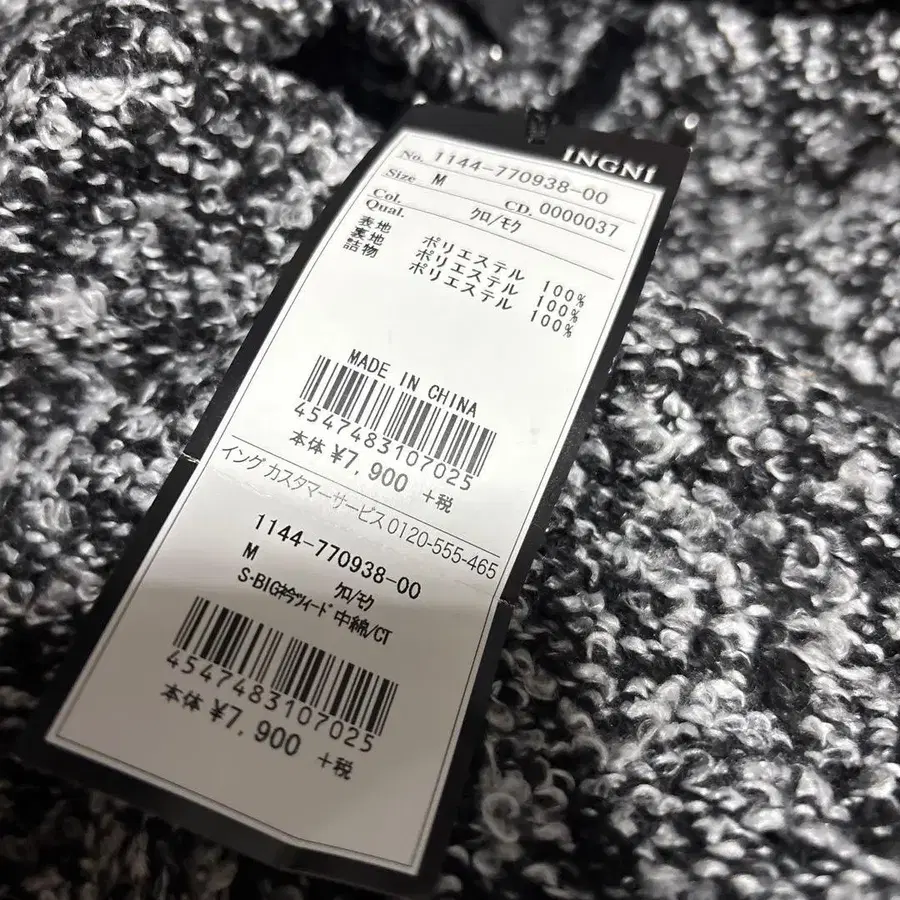 INGNI
No. 1144-770938-00
Size M CD. 0000037
Col. クロ/モク
Qual.
表地 ポリエステル 100%
裏地 ポリエステル 100%
詰物 ポリエステル 100%
MADE IN CHINA
4547483107025
本体 ¥7,900 +税
イング カスタマーサービス 0120-555-465
1144-770938-00
M クロ/モク
S-BIG衿ツィード中綿/CT
4547483107025
本体 ¥7,900 +税